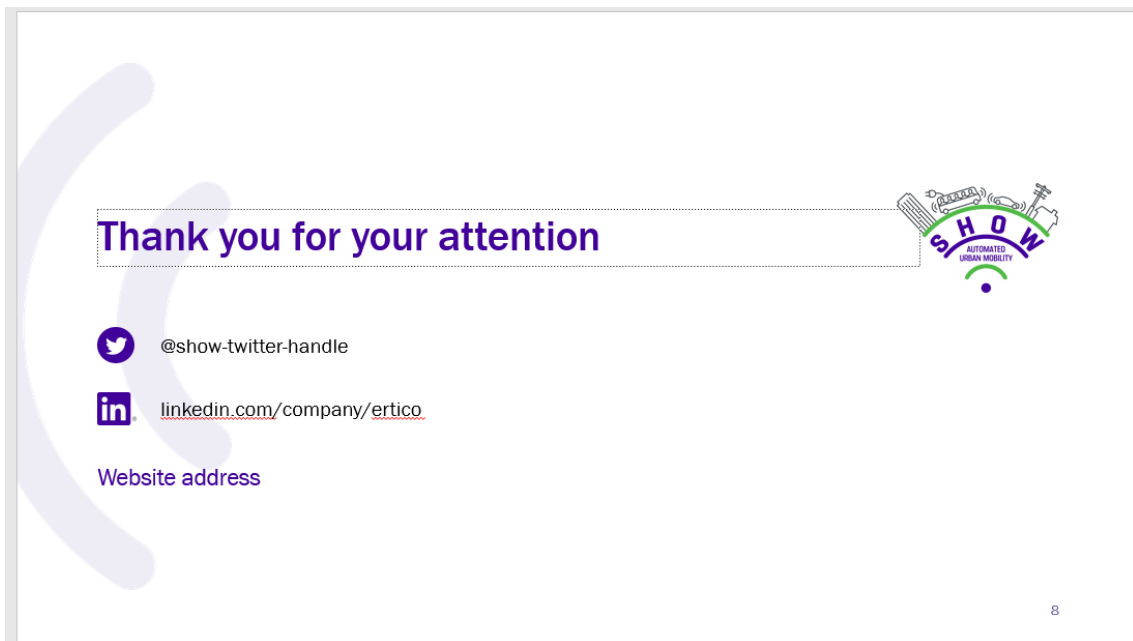 Thank you for your attention
SHOW
AUTOMATED
URBAN MOBILITY
@show-twitter-handle
in
linkedin.com/company/ertico
Website address
8